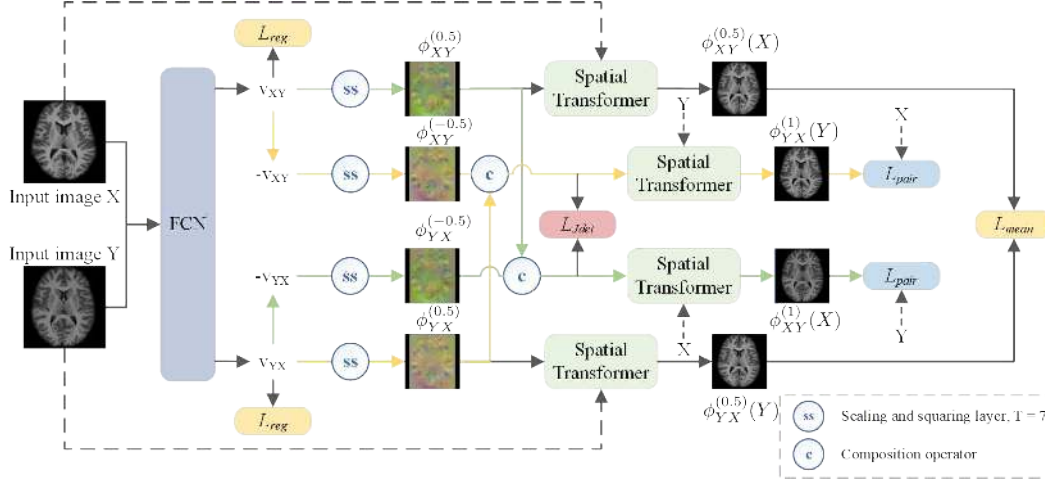 L_reg
ϕ_XY^(0.5)
ϕ_XY^(0.5)(X)
Spatial
Transformer
v_XY
ss
Y
ϕ_XY^(-0.5)
ϕ_YX^(1)(Y)
X
Input image X
-v_XY
ss
c
Spatial
Transformer
L_pair
FCN
L_Jdet
L_mean
Input image Y
ϕ_YX^(-0.5)
-v_YX
ss
c
Spatial
Transformer
L_pair
ϕ_YX^(0.5)
ϕ_XY^(1)(X)
X
Y
v_YX
ss
Spatial
Transformer
L_reg
ϕ_YX^(0.5)(Y)
ss Scaling and squaring layer, T = 7
c Composition operator